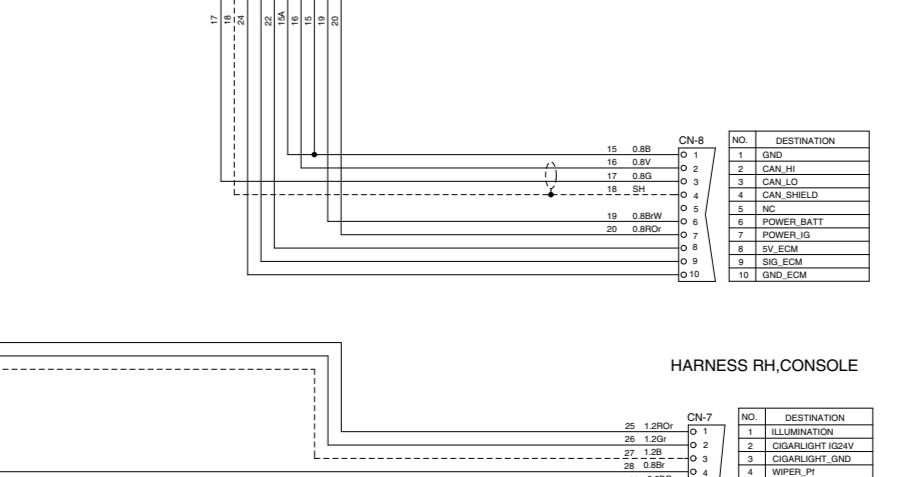 17
18
24
22
15A
16
15
19
20
CN-8
NO. DESTINATION
15 0.8B 1 1 GND
16 0.8V 2 2 CAN_HI
17 0.8G 3 3 CAN_LO
18 SH 4 4 CAN_SHIELD
5 5 NC
19 0.8BrW 6 6 POWER_BATT
20 0.8ROr 7 7 POWER_IG
8 8 5V_ECM
9 9 SIG_ECM
10 10 GND_ECM
HARNESS RH,CONSOLE
CN-7
NO. DESTINATION
25 1.2ROr 1 1 ILLUMINATION
26 1.2Gr 2 2 CIGARLIGHT IG24V
27 1.2B 3 3 CIGARLIGHT_GND
28 0.8Br 4 4 WIPER_Pf